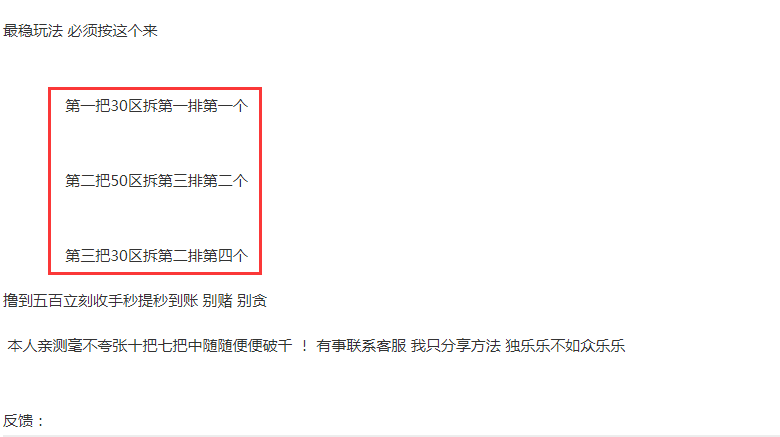 最稳玩法 必须按这个来
第一把30区拆第一排第一个
第二把50区拆第三排第二个
第三把30区拆第二排第四个
撸到五百立刻收手秒提秒到账 别赌 别贪
本人亲测毫不夸张十把七把中随随便便破千 ！ 有事联系客服 我只分享方法 独乐乐不如众乐乐
反馈：